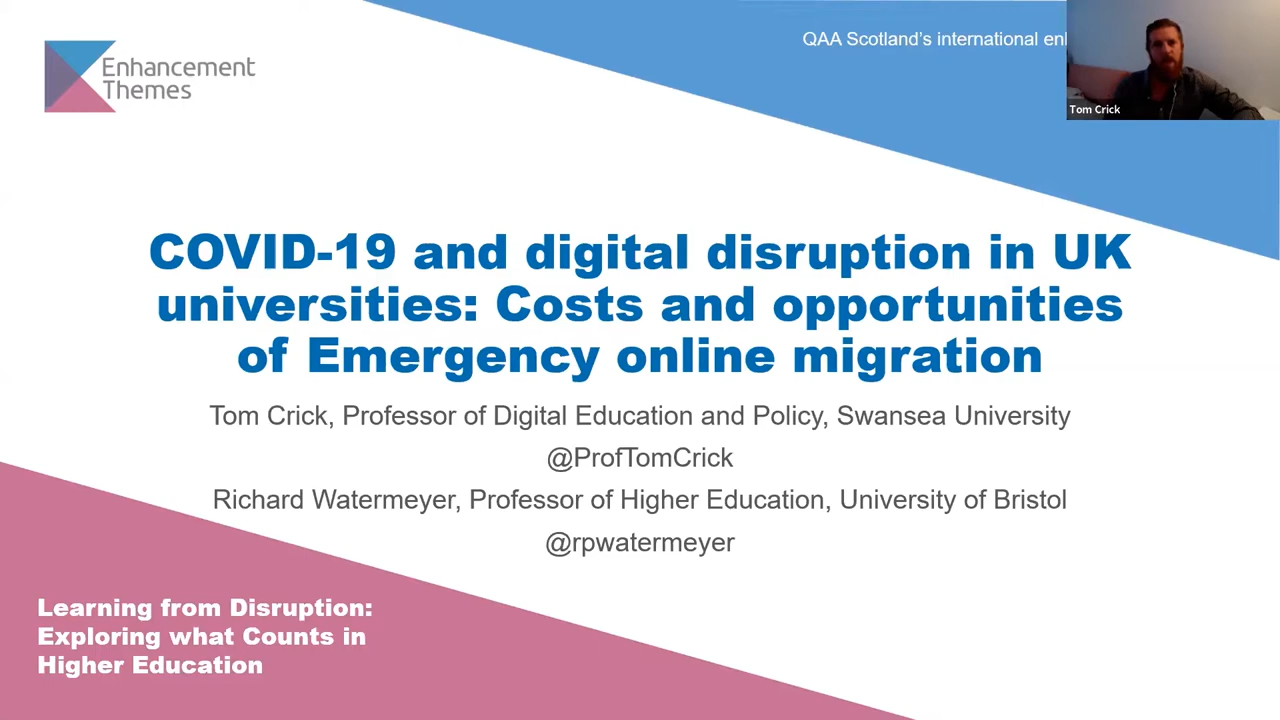 Enhancement
Themes
QAA Scotland's international
Tom Crick
COVID-19 and digital disruption in UK
universities: Costs and opportunities
of Emergency online migration
Tom Crick, Professor of Digital Education and Policy, Swansea University
@ProfTomCrick
Richard Watermeyer, Professor of Higher Education, University of Bristol
@rpwatermeyer
Learning from Disruption:
Exploring what Counts in
Higher Education